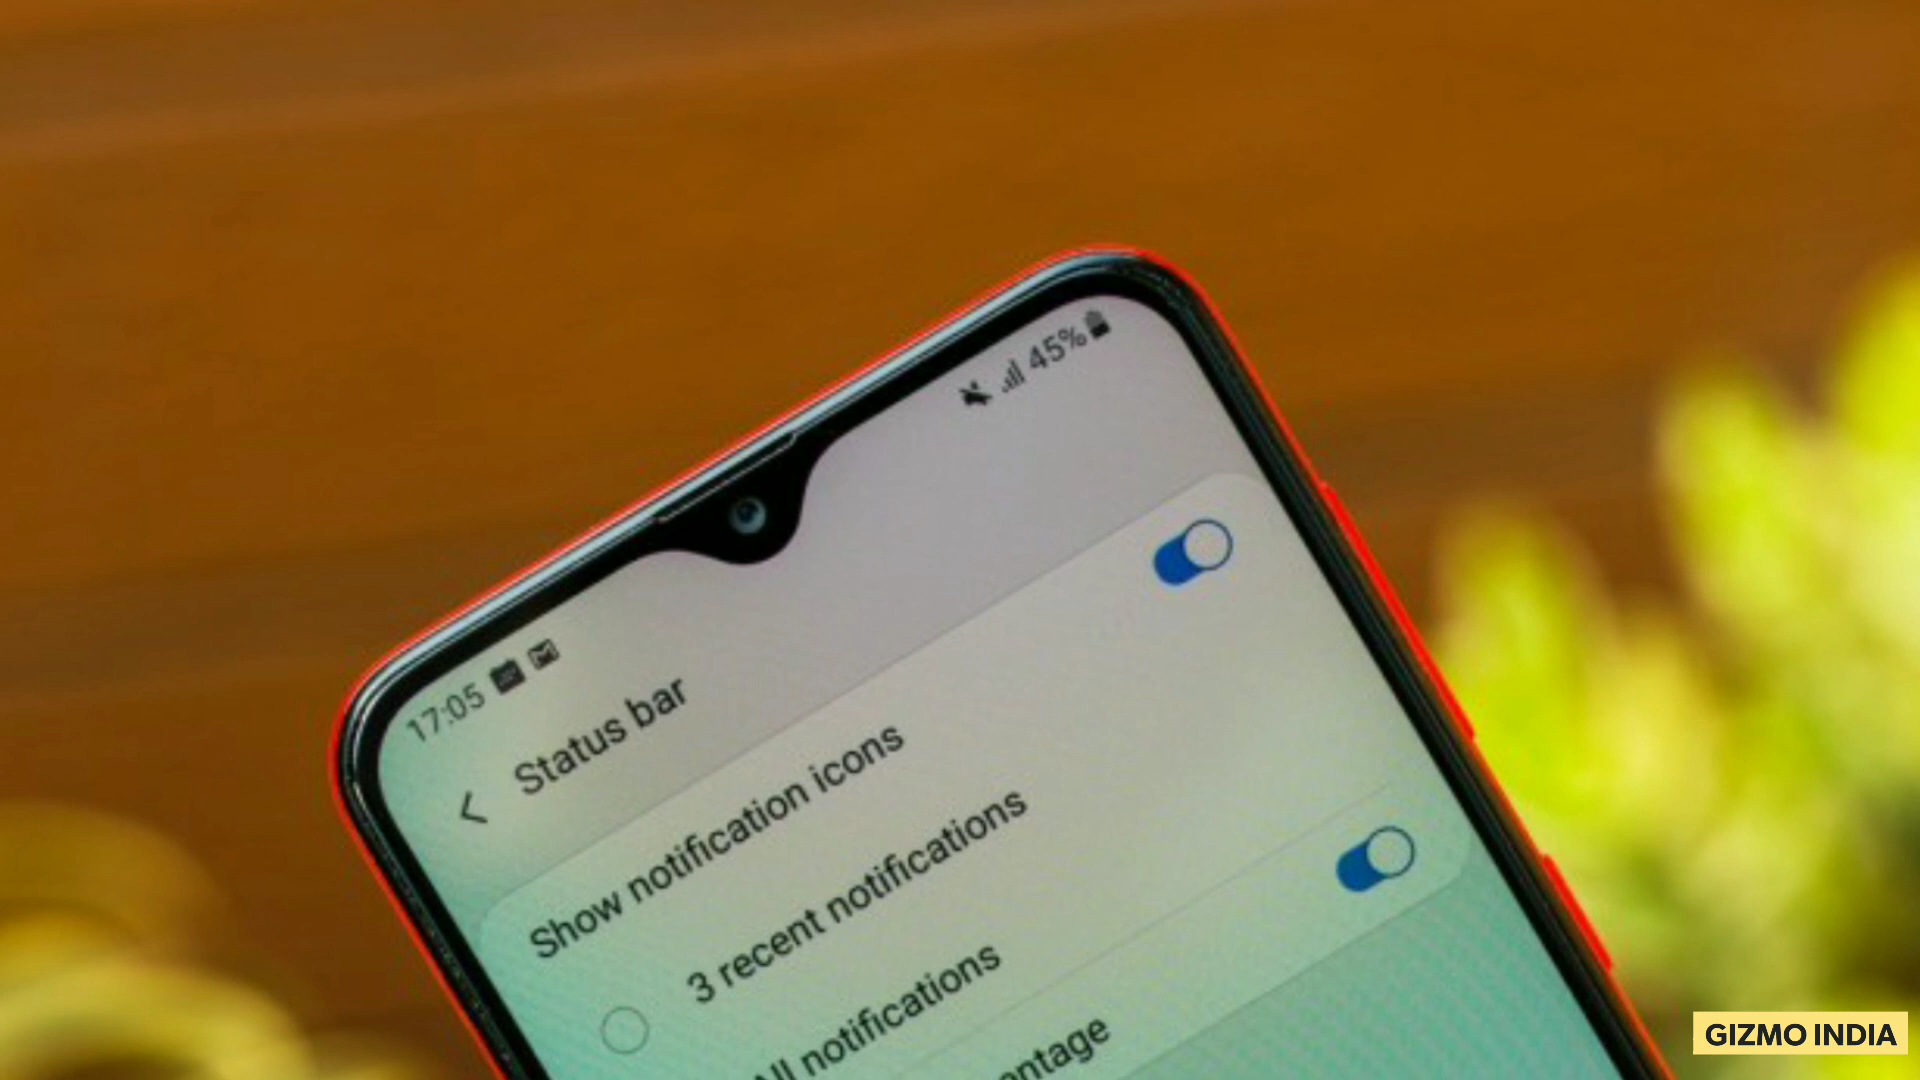 17:05
45%
Status bar
Show notification icons
3 recent notifications
All notifications
GIZMO INDIA